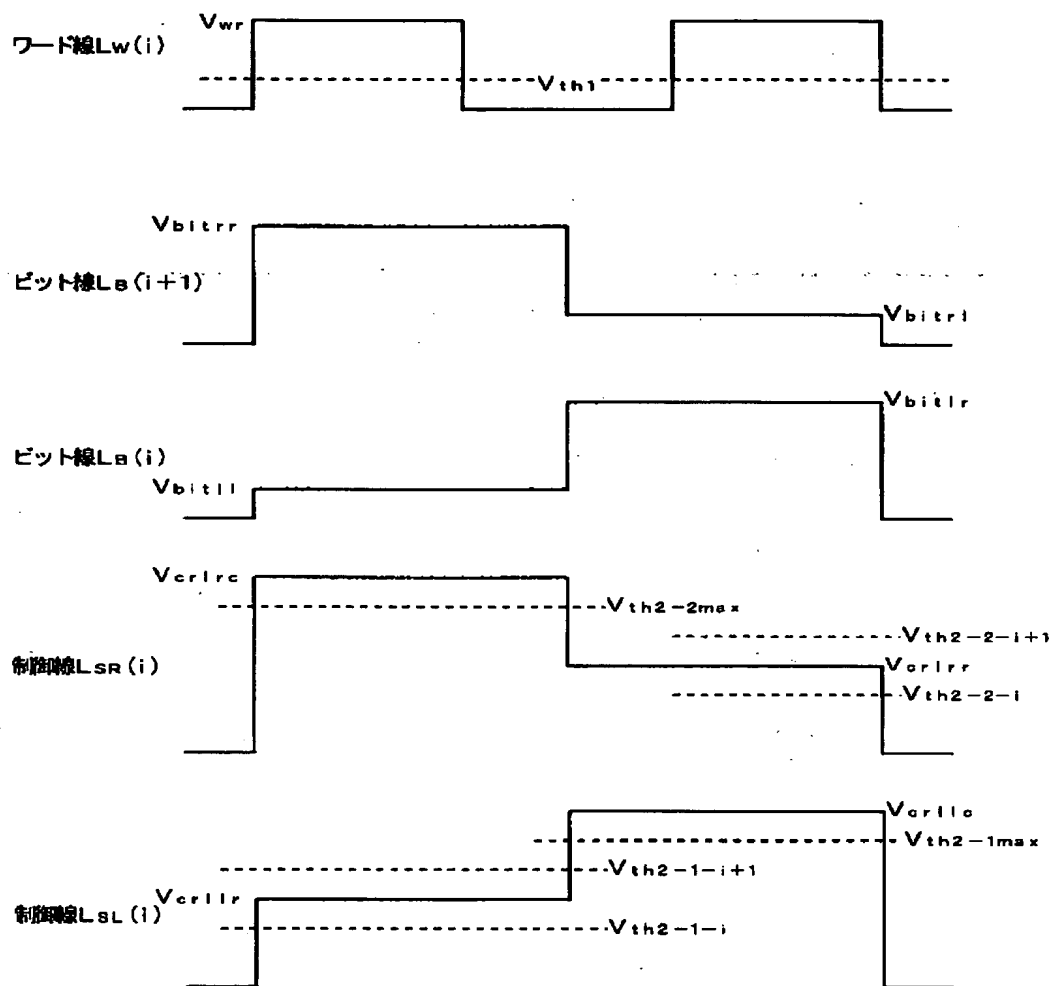 Vwr
ワード線Lw(i)
Vth1
Vbitrr
ビット線LB(i+1)
Vbitrl
Vbitlr
ビット線LB(i)
Vbitll
Vcrlrc
Vth2-2max
Vth2-2-i+1
制御線LSR(i)
Vcrlrr
Vth2-2-i
Vcrllc
Vth2-1max
Vth2-1-i+1
Vcrllr
制御線LSL(i)
Vth2-1-i